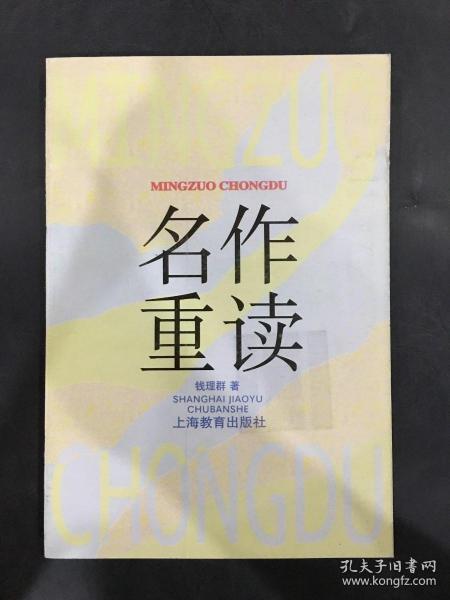 MINGZUO
MINGZUO CHONGDU
名作
重读
钱理群 著
SHANGHAI JIAOYU
CHUBANSHE
上海教育出版社
CHONGDU
孔夫子旧书网
www.kongfz.com